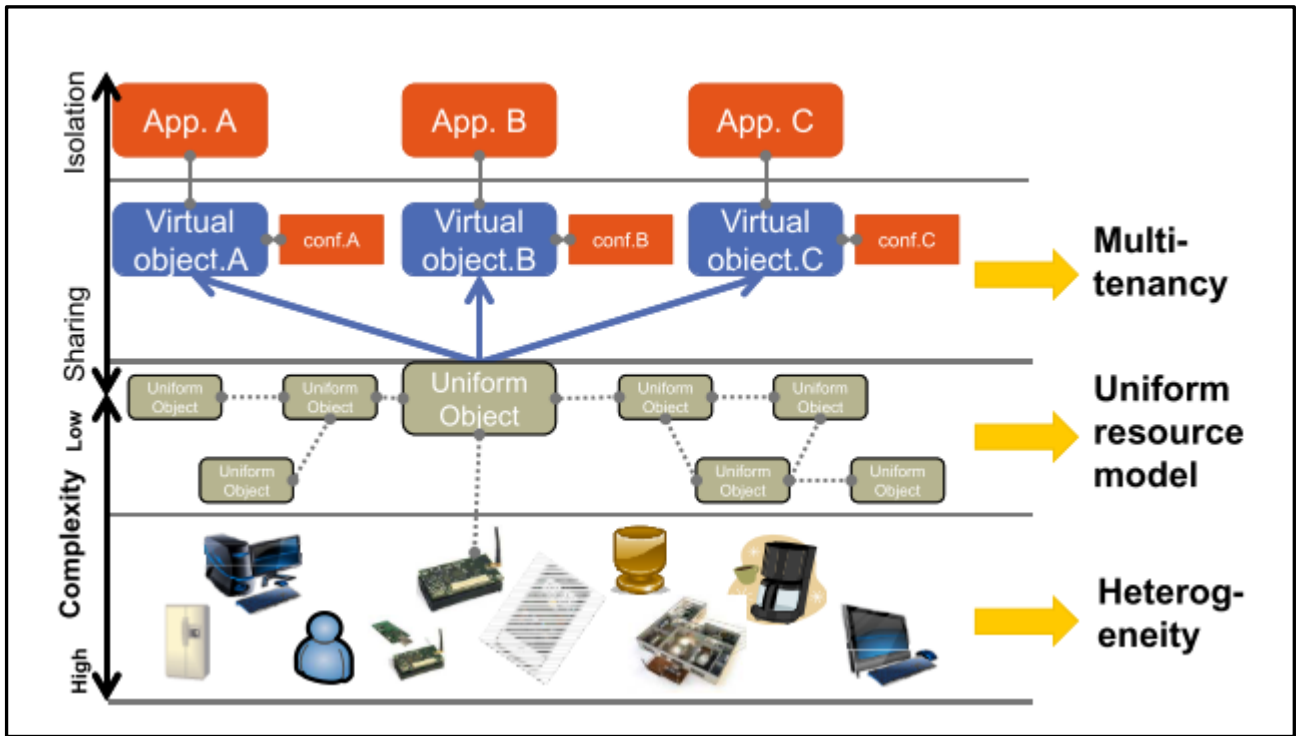 Isolation
App. A
App. B
App. C
Virtual
object.A
conf.A
Virtual
object.B
conf.B
Virtual
object.C
conf.C
Multi-
tenancy
Sharing
Uniform
Object
Uniform
Object
Uniform
Object
Uniform
Object
Uniform
Object
Uniform
Object
Uniform
Object
Uniform
Object
Uniform
resource
model
Low
Complexity
High
Heterog-
eneity